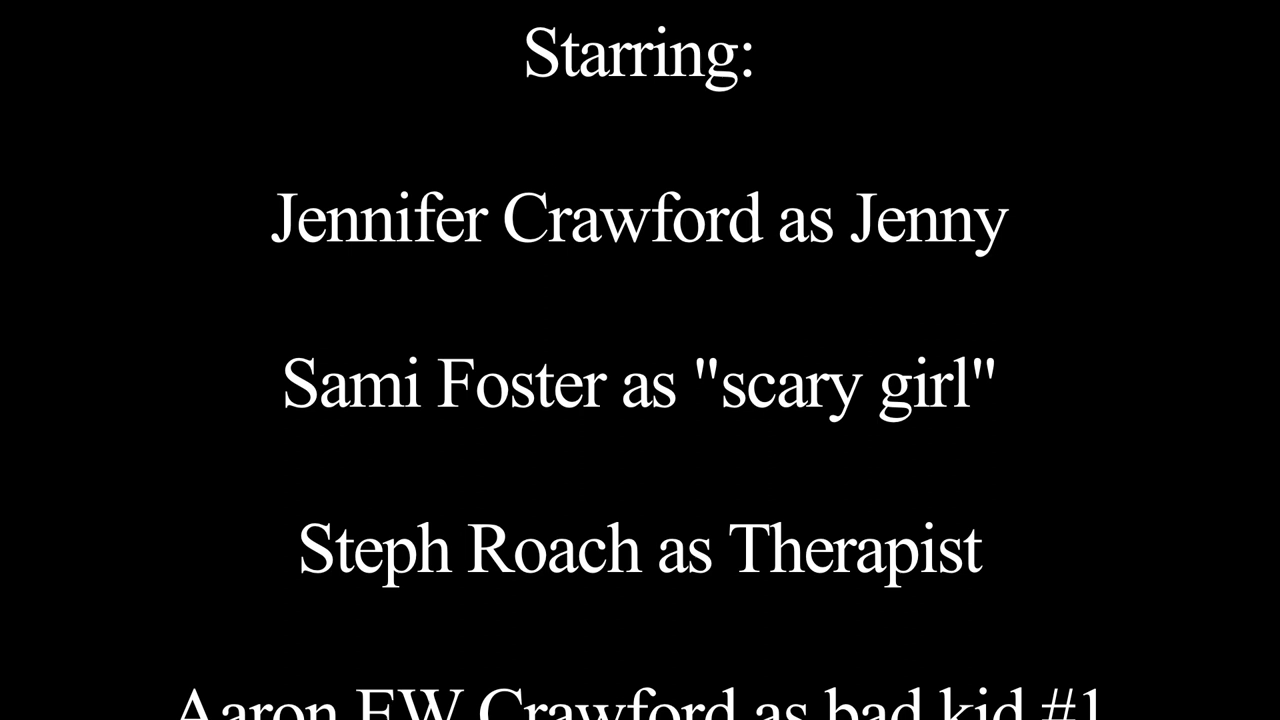 Starring:
Jennifer Crawford as Jenny
Sami Foster as "scary girl"
Steph Roach as Therapist
Aaron EW Crawford as bad kid #1